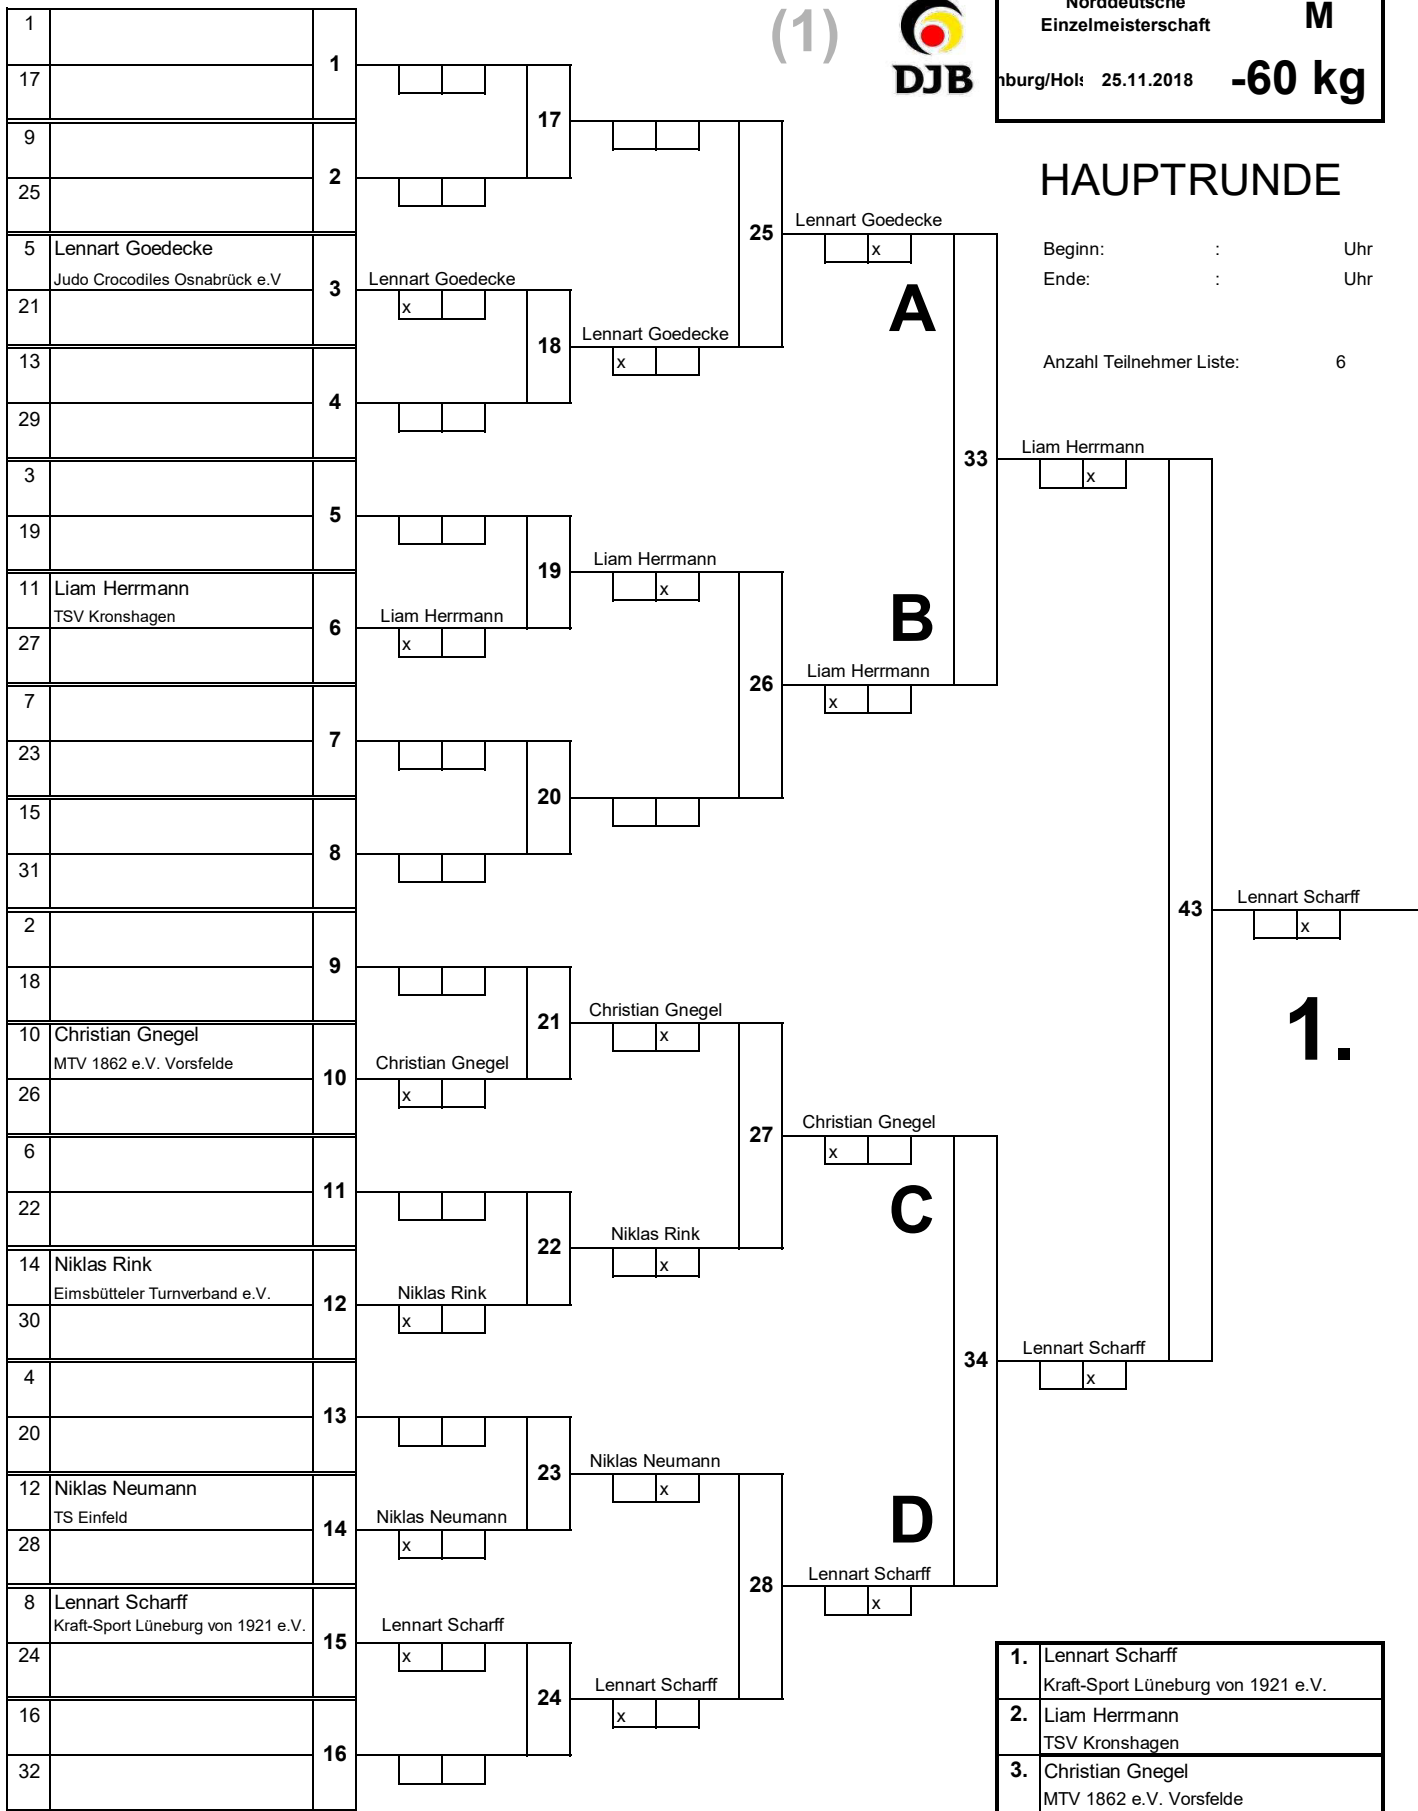 (1)
DJB
Norddeutsche
Einzelmeisterschaft
M
25.11.2018
-60 kg
HAUPTRUNDE
Beginn: : Uhr
Ende: : Uhr
Anzahl Teilnehmer Liste: 6
1
17
1
9
25
2
17
5 Lennart Goedecke
Judo Crocodiles Osnabrück e.V
21
3
Lennart Goedecke
x
13
29
4
18
Lennart Goedecke
x
25
Lennart Goedecke
x
A
3
19
5
11 Liam Herrmann
TSV Kronshagen
27
6
Liam Herrmann
x
19
Liam Herrmann
x
7
23
7
15
31
8
20
26
Liam Herrmann
x
B
33
Liam Herrmann
x
2
18
9
10 Christian Gnegel
MTV 1862 e.V. Vorsfelde
26
10
Christian Gnegel
x
21
Christian Gnegel
x
6
22
11
14 Niklas Rink
Eimsbütteler Turnverband e.V.
30
12
Niklas Rink
x
22
Niklas Rink
x
27
Christian Gnegel
x
C
4
20
13
12 Niklas Neumann
TS Einfeld
28
14
Niklas Neumann
x
23
Niklas Neumann
x
8 Lennart Scharff
Kraft-Sport Lüneburg von 1921 e.V.
24
15
Lennart Scharff
x
16
32
16
24
Lennart Scharff
x
28
Lennart Scharff
x
D
34
Lennart Scharff
x
43
Lennart Scharff
x
1.
1. Lennart Scharff
Kraft-Sport Lüneburg von 1921 e.V.
2. Liam Herrmann
TSV Kronshagen
3. Christian Gnegel
MTV 1862 e.V. Vorsfelde